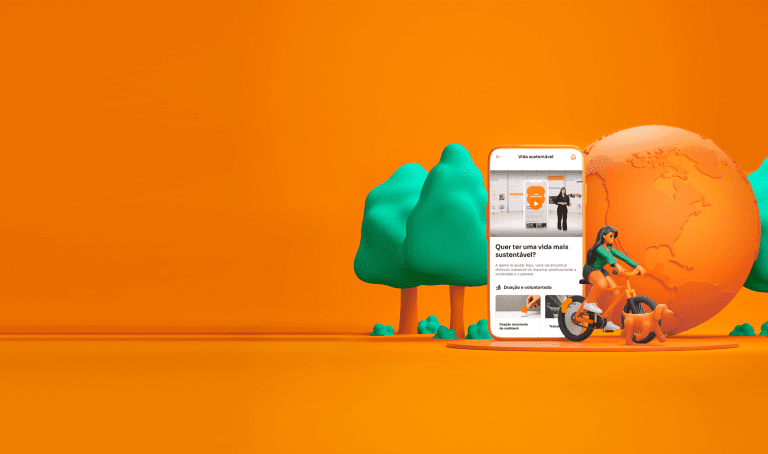 Vida sustentável
Quer ter uma vida mais
sustentável?
A gente te ajuda! Aqui, você vai encontrar
diversas maneiras de impactar positivamente a
sociedade e o planeta.
Doação e voluntariado
Doação recorrente
de cashback